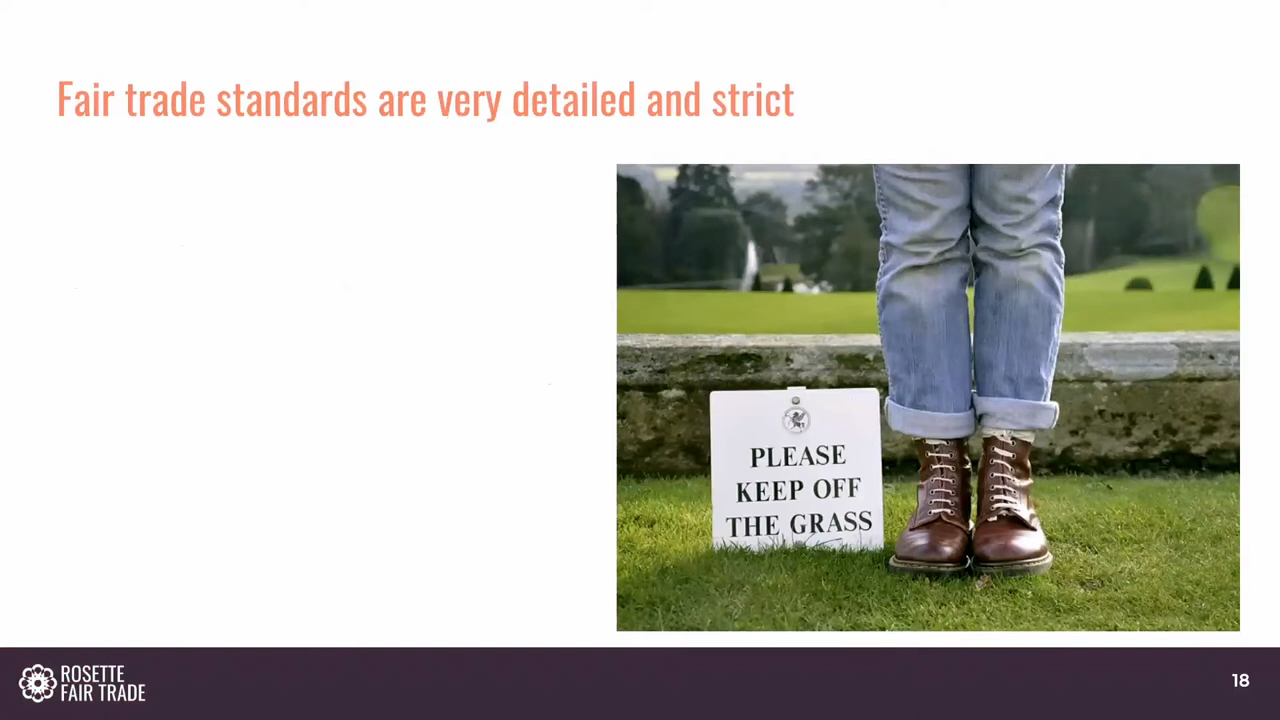 Fair trade standards are very detailed and strict
PLEASE
KEEP OFF
THE GRASS
ROSETTE
FAIR TRADE
18